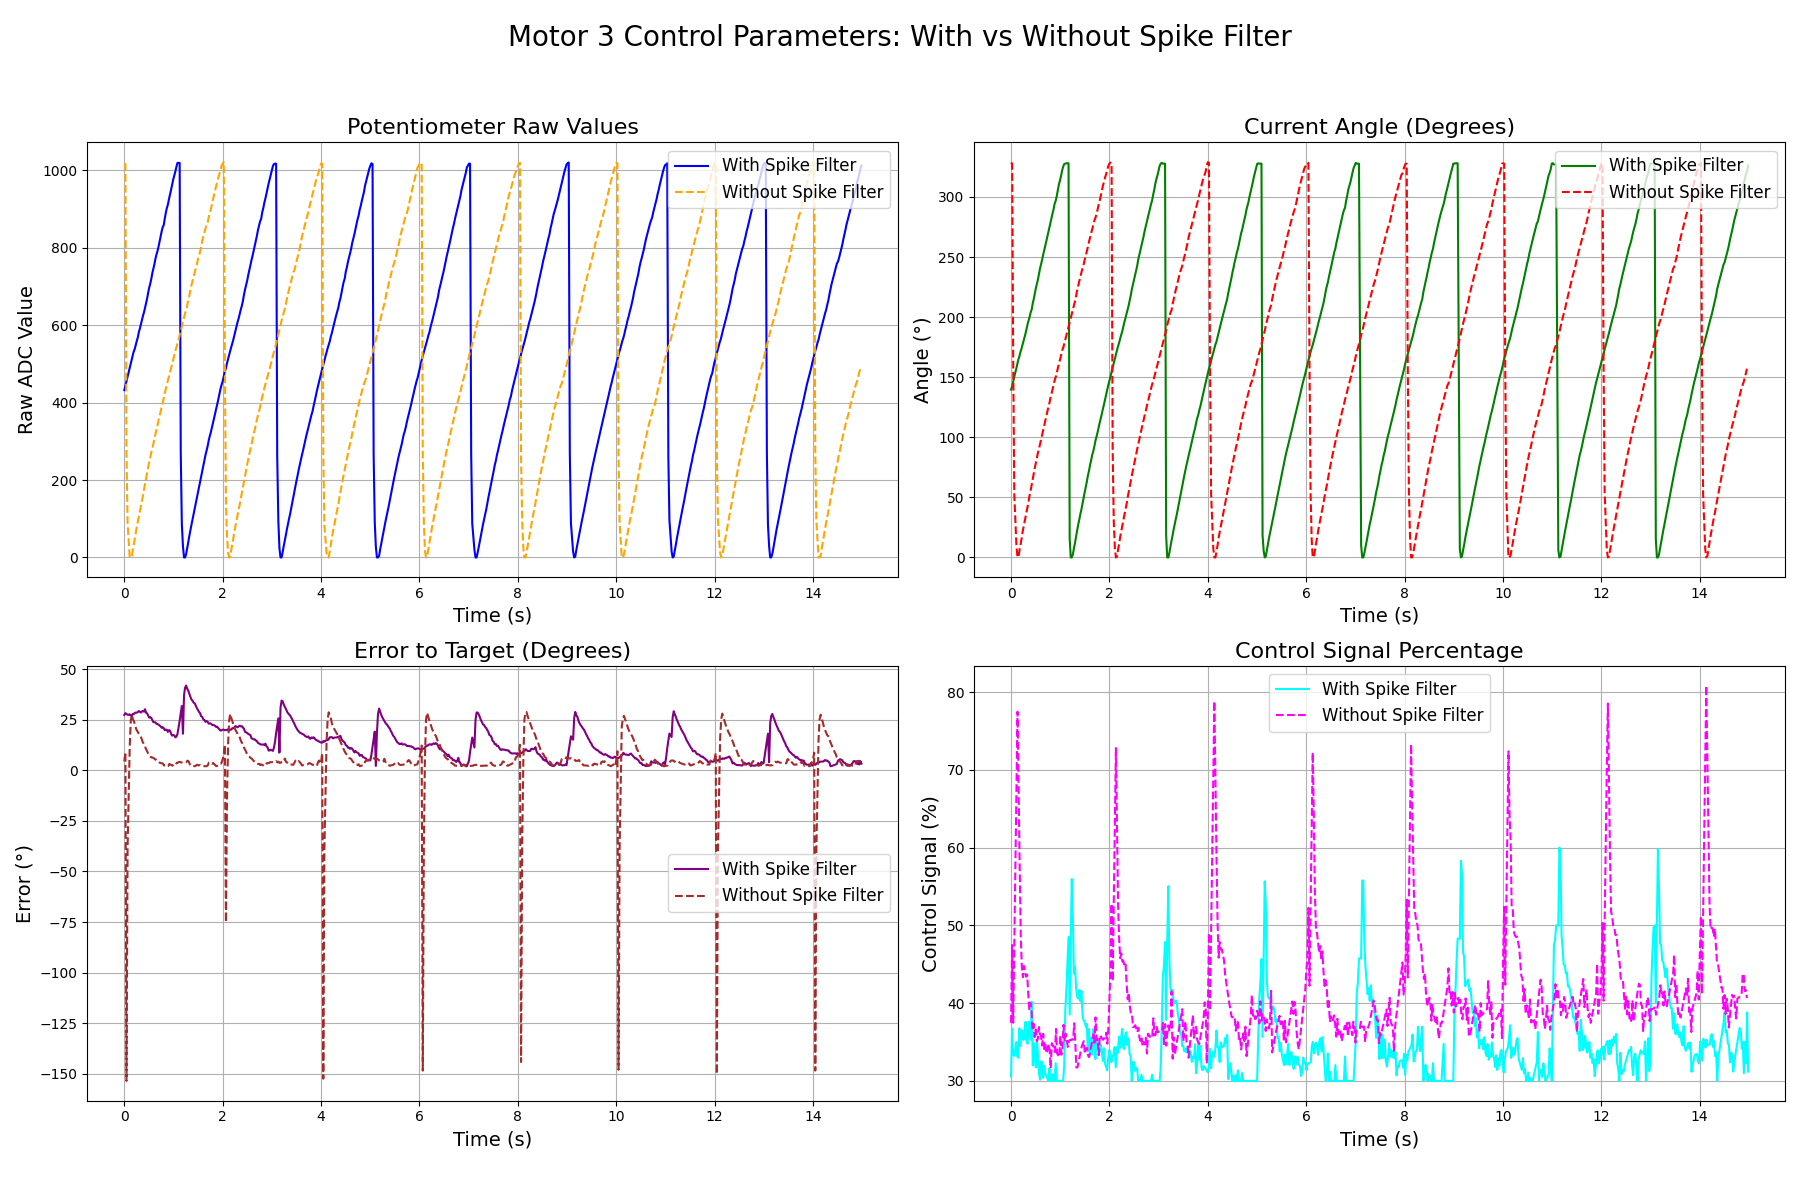 Motor 3 Control Parameters: With vs Without Spike Filter
Potentiometer Raw Values
With Spike Filter
Without Spike Filter
Raw ADC Value
1000
800
600
400
200
0
0 2 4 6 8 10 12 14
Time (s)
Current Angle (Degrees)
With Spike Filter
Without Spike Filter
Angle (°)
300
250
200
150
100
50
0
0 2 4 6 8 10 12 14
Time (s)
Error to Target (Degrees)
With Spike Filter
Without Spike Filter
Error (°)
50
25
0
−25
−50
−75
−100
−125
−150
0 2 4 6 8 10 12 14
Time (s)
Control Signal Percentage
With Spike Filter
Without Spike Filter
Control Signal (%)
80
70
60
50
40
30
0 2 4 6 8 10 12 14
Time (s)